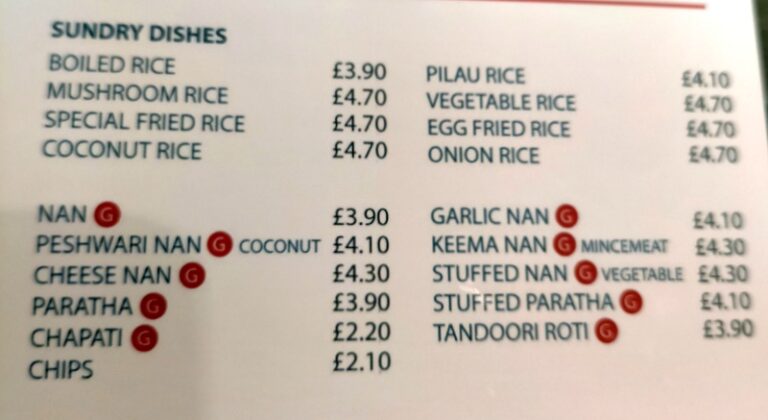 SUNDRY DISHES
BOILED RICE £3.90
MUSHROOM RICE £4.70
SPECIAL FRIED RICE £4.70
COCONUT RICE £4.70
PILAU RICE £4.10
VEGETABLE RICE £4.70
EGG FRIED RICE £4.70
ONION RICE £4.70
NAN G £3.90
PESHWARI NAN G COCONUT £4.10
CHEESE NAN G £4.30
PARATHA G £3.90
CHAPATI G £2.20
CHIPS £2.10
GARLIC NAN G £4.10
KEEMA NAN G MINCEMEAT £4.30
STUFFED NAN G VEGETABLE £4.30
STUFFED PARATHA G £4.10
TANDOORI ROTI G £3.90